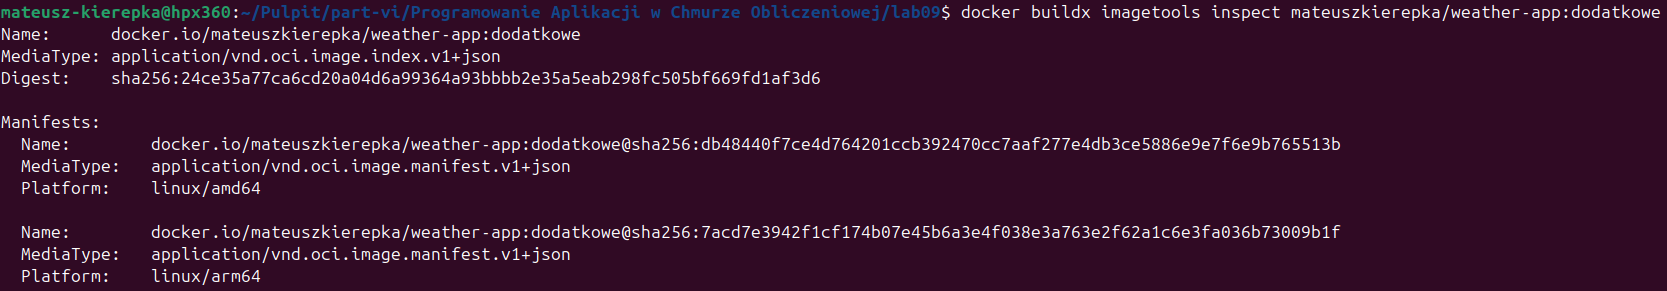 mateusz-kierepka@hpx360:~/Pulpit/part-vi/Programowanie Aplikacji w Chmurze Obliczeniowej/lab09$ docker buildx imagetools inspect mateuszkierepka/weather-app:dodatkowe
Name:      docker.io/mateuszkierepka/weather-app:dodatkowe
MediaType: application/vnd.oci.image.index.v1+json
Digest:    sha256:24ce35a77ca6cd20a04d6a99364a93bbbb2e35a5eab298fc505bf669fd1af3d6

Manifests:
  Name:        docker.io/mateuszkierepka/weather-app:dodatkowe@sha256:db48440f7ce4d764201ccb392470cc7aaf277e4db3ce5886e9e7f6e9b765513b
  MediaType:   application/vnd.oci.image.manifest.v1+json
  Platform:    linux/amd64

  Name:        docker.io/mateuszkierepka/weather-app:dodatkowe@sha256:7acd7e3942f1cf174b07e45b6a3e4f038e3a763e2f62a1c6e3fa036b73009b1f
  MediaType:   application/vnd.oci.image.manifest.v1+json
  Platform:    linux/arm64